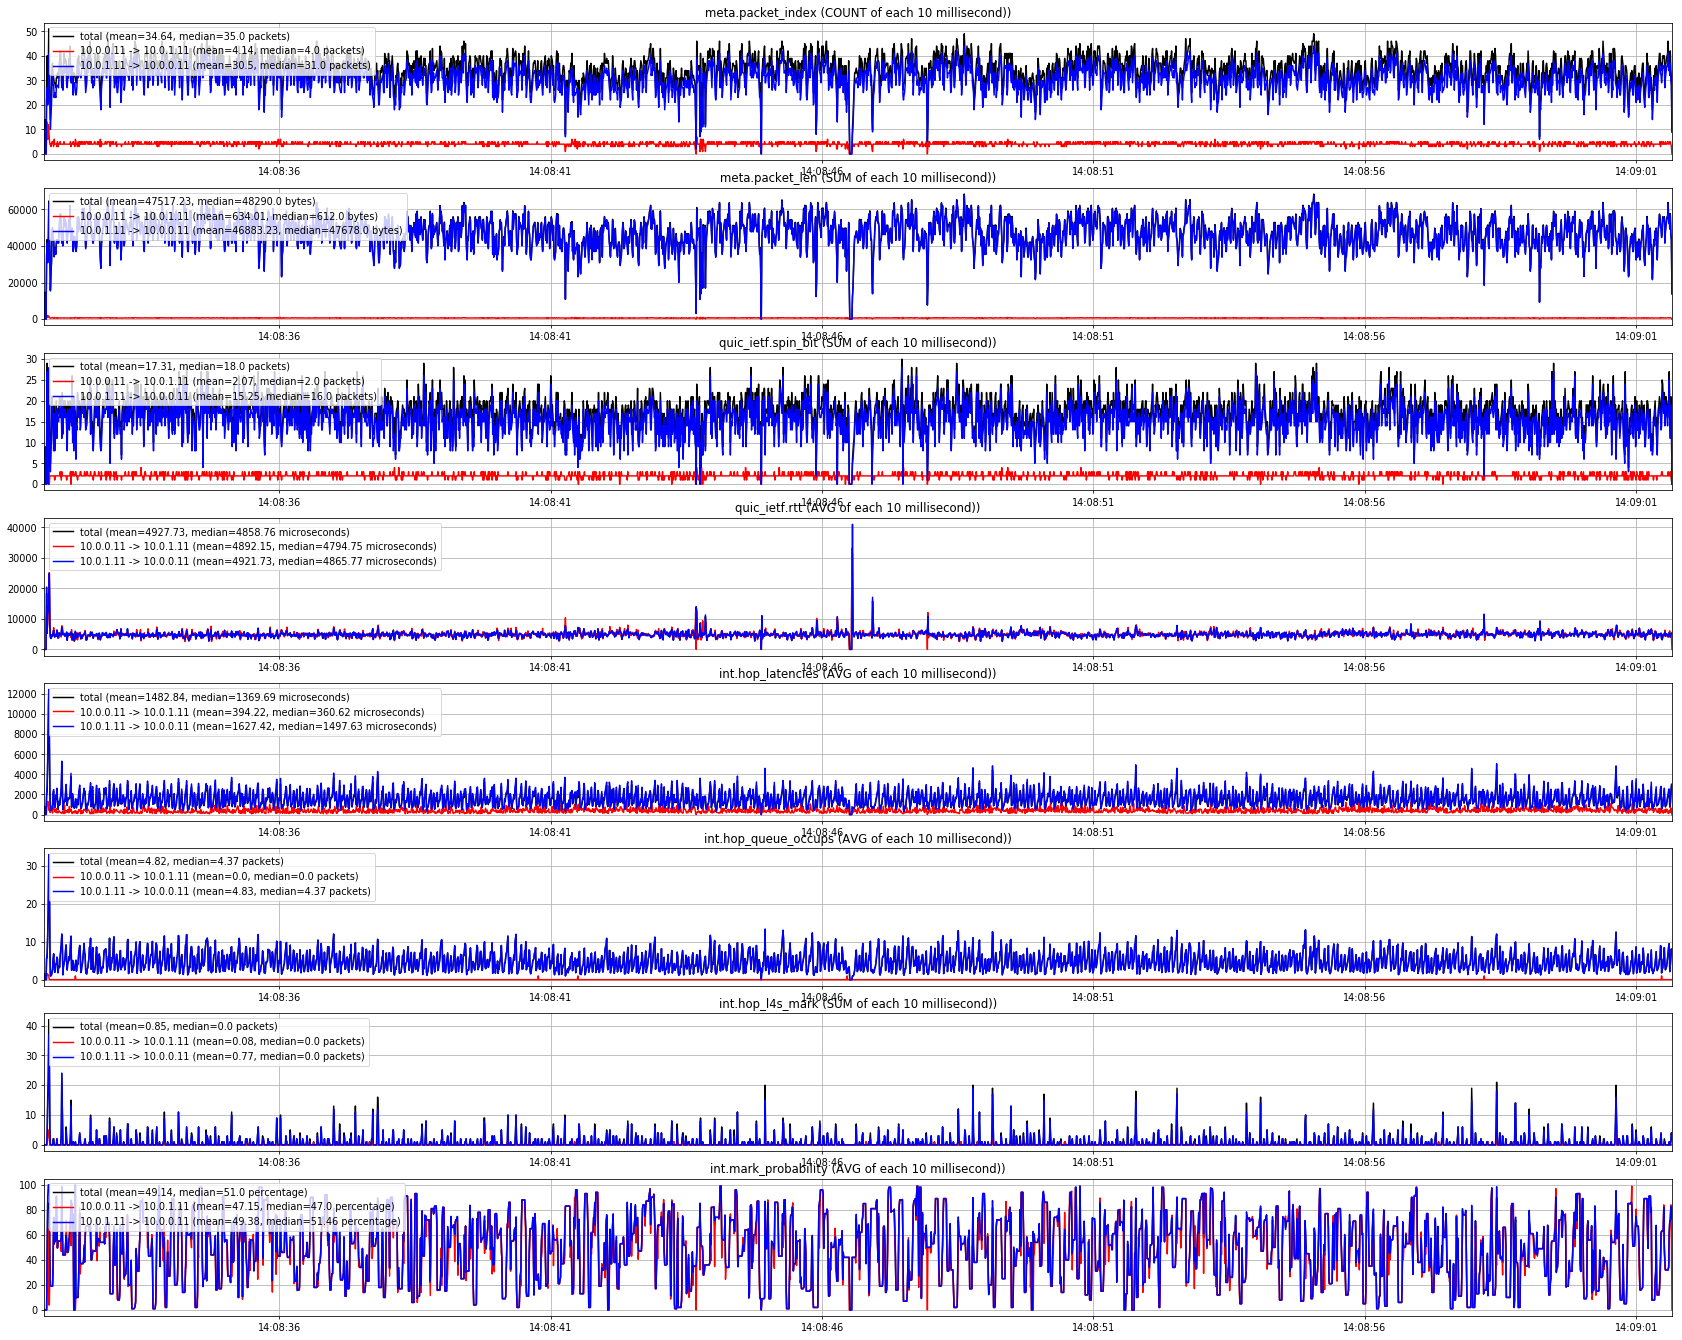 meta.packet_index (COUNT of each 10 millisecond))
50
40
30
20
10
0
total (mean=34.64, median=35.0 packets)
10.0.0.11 -> 10.0.1.11 (mean=4.14, median=4.0 packets)
10.0.1.11 -> 10.0.0.11 (mean=30.5, median=31.0 packets)
14:08:36 14:08:41 14:08:46 14:08:51 14:08:56 14:09:01
meta.packet_len (SUM of each 10 millisecond))
60000
40000
20000
0
total (mean=47517.23, median=48290.0 bytes)
10.0.0.11 -> 10.0.1.11 (mean=634.01, median=612.0 bytes)
10.0.1.11 -> 10.0.0.11 (mean=46883.23, median=47678.0 bytes)
14:08:36 14:08:41 14:08:46 14:08:51 14:08:56 14:09:01
quic_ietf.spin_bit (SUM of each 10 millisecond))
30
25
20
15
10
5
0
total (mean=17.31, median=18.0 packets)
10.0.0.11 -> 10.0.1.11 (mean=2.07, median=2.0 packets)
10.0.1.11 -> 10.0.0.11 (mean=15.25, median=16.0 packets)
14:08:36 14:08:41 14:08:46 14:08:51 14:08:56 14:09:01
quic_ietf.rtt (AVG of each 10 millisecond))
40000
30000
20000
10000
0
total (mean=4927.73, median=4858.76 microseconds)
10.0.0.11 -> 10.0.1.11 (mean=4892.15, median=4794.75 microseconds)
10.0.1.11 -> 10.0.0.11 (mean=4921.73, median=4865.77 microseconds)
14:08:36 14:08:41 14:08:46 14:08:51 14:08:56 14:09:01
int.hop_latencies (AVG of each 10 millisecond))
12000
10000
8000
6000
4000
2000
0
total (mean=1482.84, median=1369.69 microseconds)
10.0.0.11 -> 10.0.1.11 (mean=394.22, median=360.62 microseconds)
10.0.1.11 -> 10.0.0.11 (mean=1627.42, median=1497.63 microseconds)
14:08:36 14:08:41 14:08:46 14:08:51 14:08:56 14:09:01
int.hop_queue_occups (AVG of each 10 millisecond))
30
20
10
0
total (mean=4.82, median=4.37 packets)
10.0.0.11 -> 10.0.1.11 (mean=0.0, median=0.0 packets)
10.0.1.11 -> 10.0.0.11 (mean=4.83, median=4.37 packets)
14:08:36 14:08:41 14:08:46 14:08:51 14:08:56 14:09:01
int.hop_l4s_mark (SUM of each 10 millisecond))
40
30
20
10
0
total (mean=0.85, median=0.0 packets)
10.0.0.11 -> 10.0.1.11 (mean=0.08, median=0.0 packets)
10.0.1.11 -> 10.0.0.11 (mean=0.77, median=0.0 packets)
14:08:36 14:08:41 14:08:46 14:08:51 14:08:56 14:09:01
int.mark_probability (AVG of each 10 millisecond))
100
80
60
40
20
0
total (mean=49.14, median=51.0 percentage)
10.0.0.11 -> 10.0.1.11 (mean=47.15, median=47.0 percentage)
10.0.1.11 -> 10.0.0.11 (mean=49.38, median=51.46 percentage)
14:08:36 14:08:41 14:08:46 14:08:51 14:08:56 14:09:01